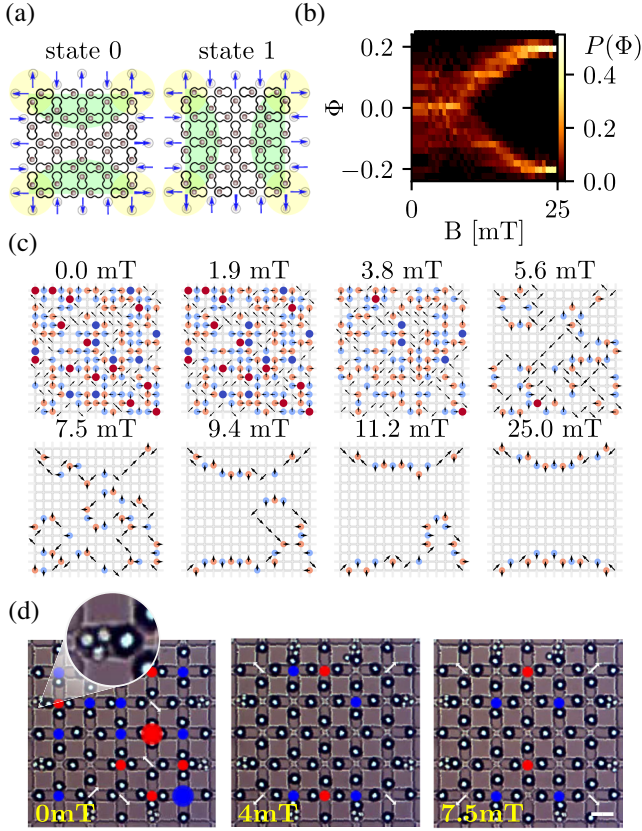 (a)
state 0 state 1
(b)
0.2
0.0
−0.2
Φ
0 25
B [mT]
P(Φ)
0.4
0.2
0.0
(c)
0.0 mT 1.9 mT 3.8 mT 5.6 mT
7.5 mT 9.4 mT 11.2 mT 25.0 mT
(d)
0mT 4mT 7.5mT